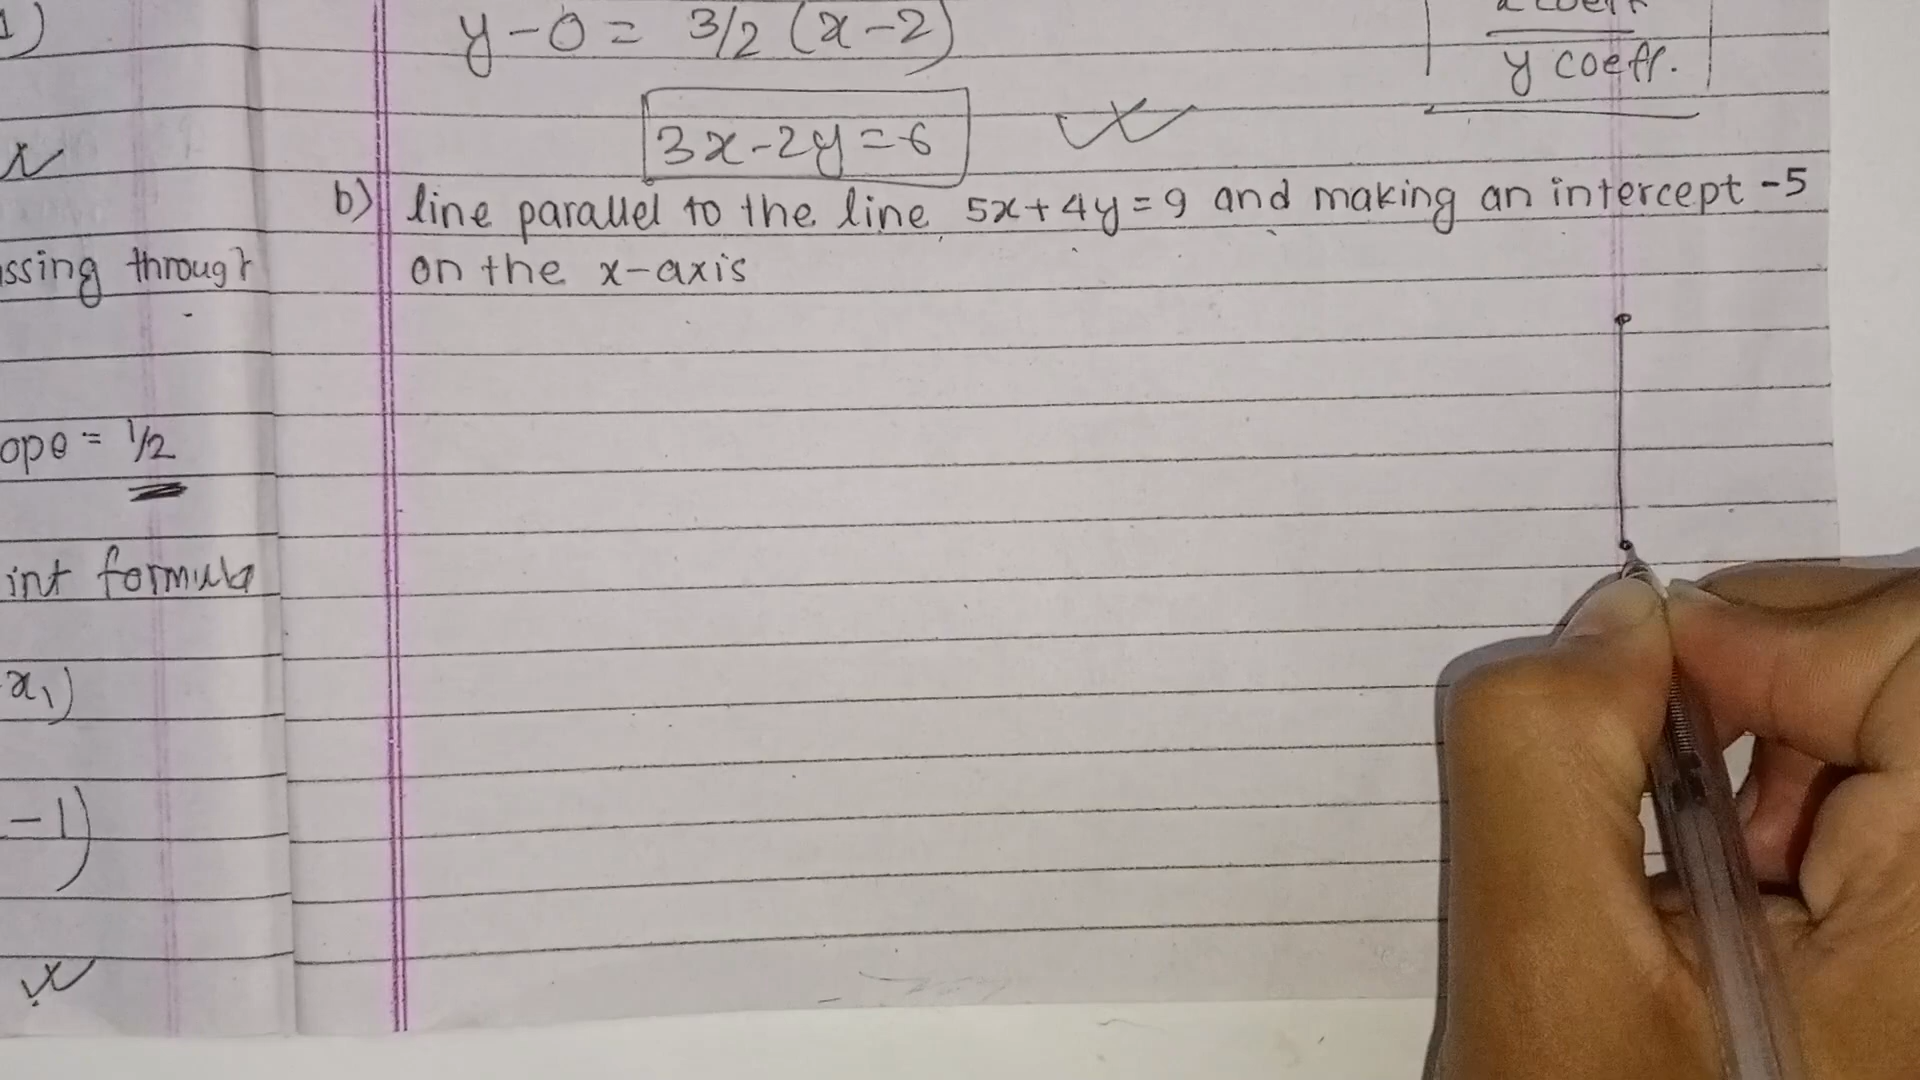 1)
y-0 = 3/2 (x-2)
y coeff.
3x-2y=6
b) line parallel to the line 5x+4y=9 and making an intercept -5
on the x-axis
ssing through
ope = 1/2
int formula
x₁)
-1)